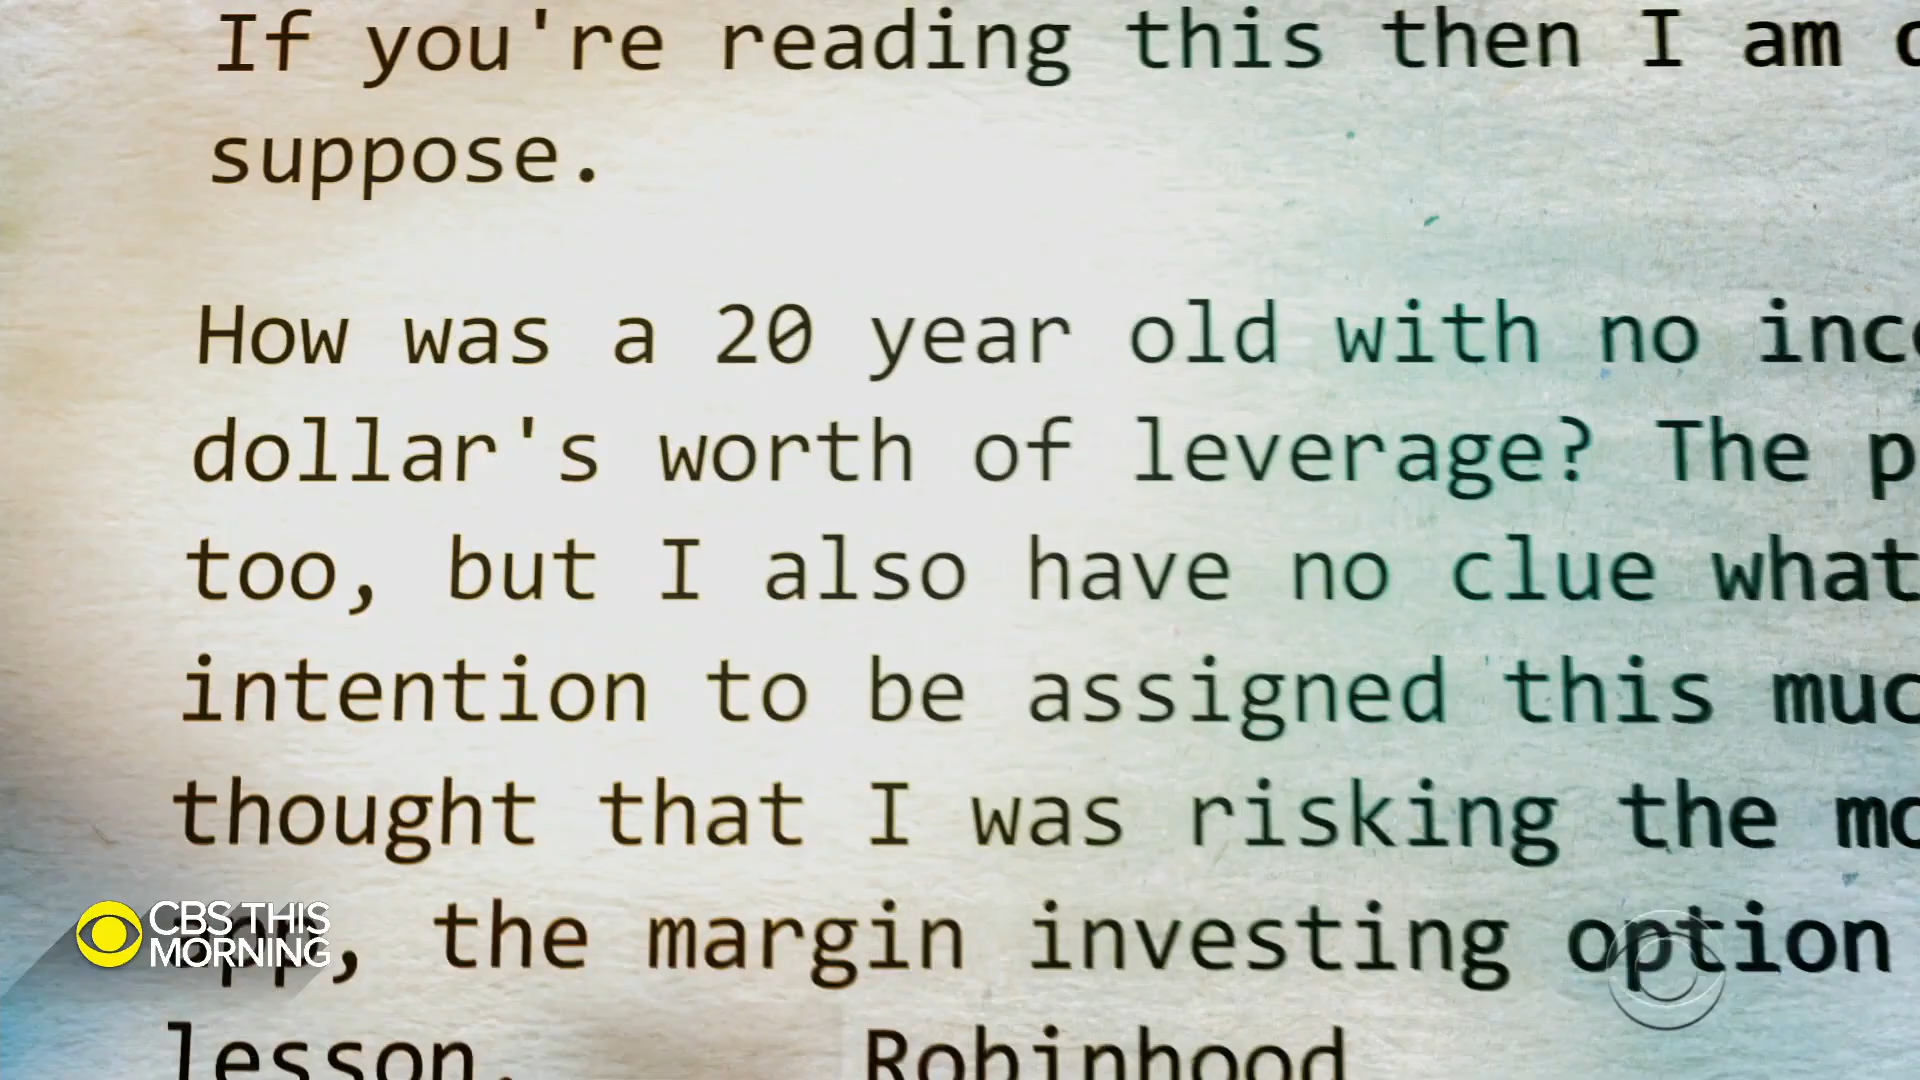 If you're reading this then I am
suppose.
How was a 20 year old with no
dollar's worth of leverage? The
too, but I also have no clue what
intention to be assigned this
thought that I was risking the
app, the margin investing option
lesson. Robinhood
CBS THIS
MORNING